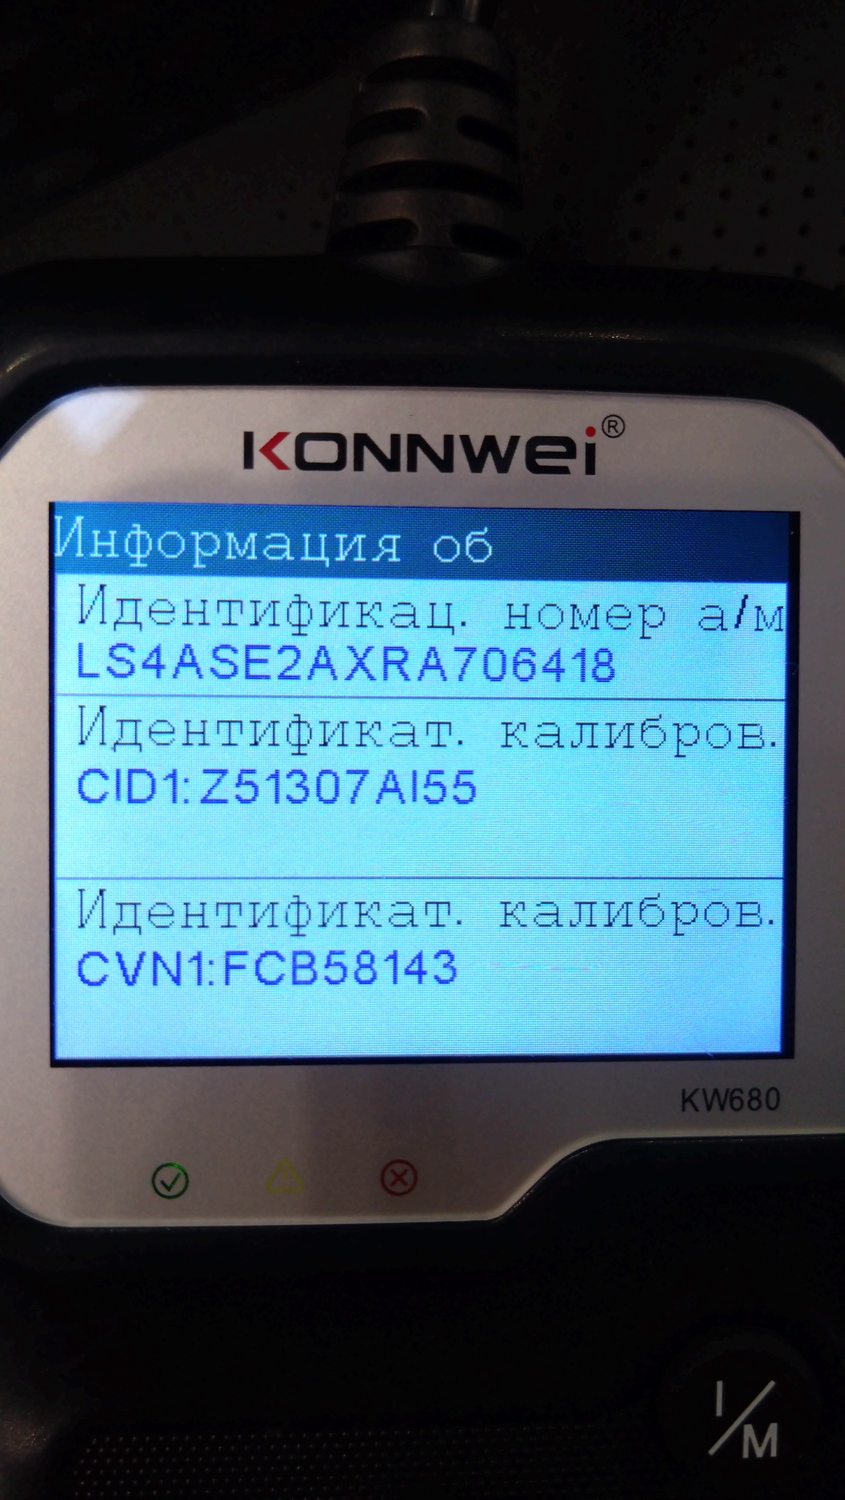 KONNWEI®
Информация об
Идентификац. номер а/м
LS4ASE2AXRA706418
Идентификат. калибров.
CID1:Z51307AI55
Идентификат. калибров.
CVN1:FCB58143
KW680
I/M